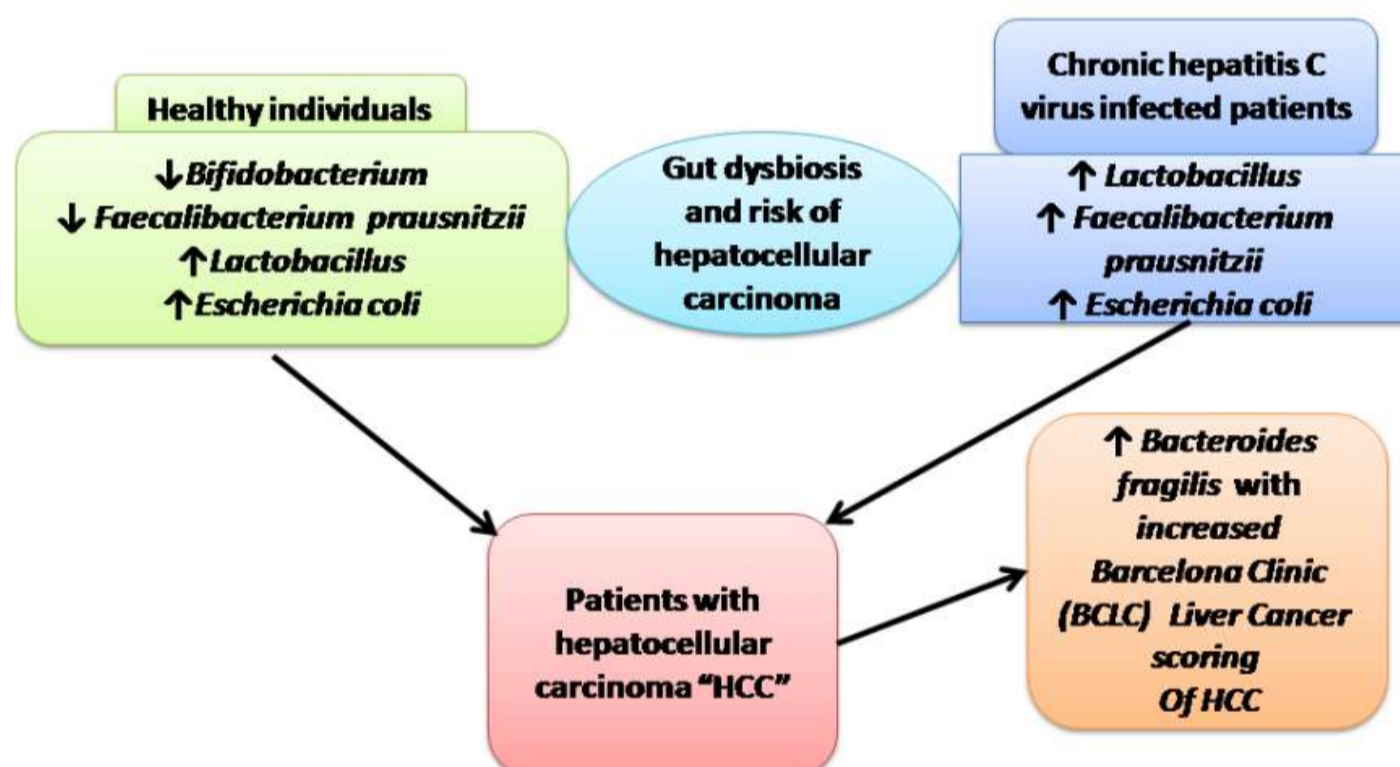 Healthy individuals
↓Bifidobacterium
↓ Faecalibacterium prausnitzii
↑Lactobacillus
↑Escherichia coli
Gut dysbiosis
and risk of
hepatocellular
carcinoma
Chronic hepatitis C
virus infected patients
↑ Lactobacillus
↑ Faecalibacterium
prausnitzii
↑ Escherichia coli
Patients with
hepatocellular
carcinoma “HCC”
↑ Bacteroides
fragilis with
increased
Barcelona Clinic
(BCLC) Liver Cancer
scoring
Of HCC